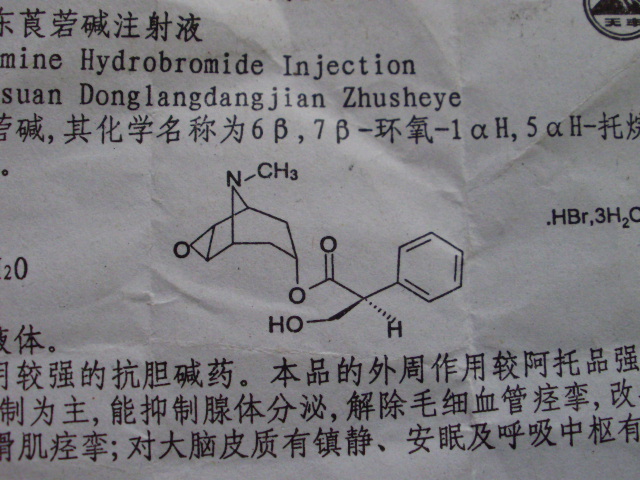 东莨菪碱注射液
mine Hydrobromide Injection
suan Donglangdangjian Zhusheye
菪碱,其化学名称为6β,7β-环氧-1αH,5αH-托烷
。
N CH₃
O
O
O
HO
H
.HBr,3H₂O
H₂O
液体。
用较强的抗胆碱药。本品的外周作用较阿托品强
制为主,能抑制腺体分泌,解除毛细血管痉挛,改
滑肌痉挛;对大脑皮质有镇静、安眠及呼吸中枢有